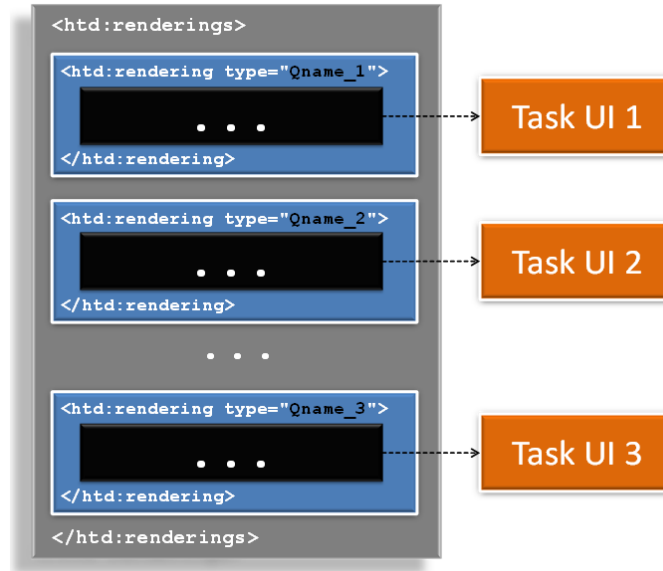 <htd:renderings>
<htd:rendering type="Qname_1">
. . .
</htd:rendering>
Task UI 1
<htd:rendering type="Qname_2">
. . .
</htd:rendering>
Task UI 2
. . .
<htd:rendering type="Qname_3">
. . .
</htd:rendering>
Task UI 3
</htd:renderings>